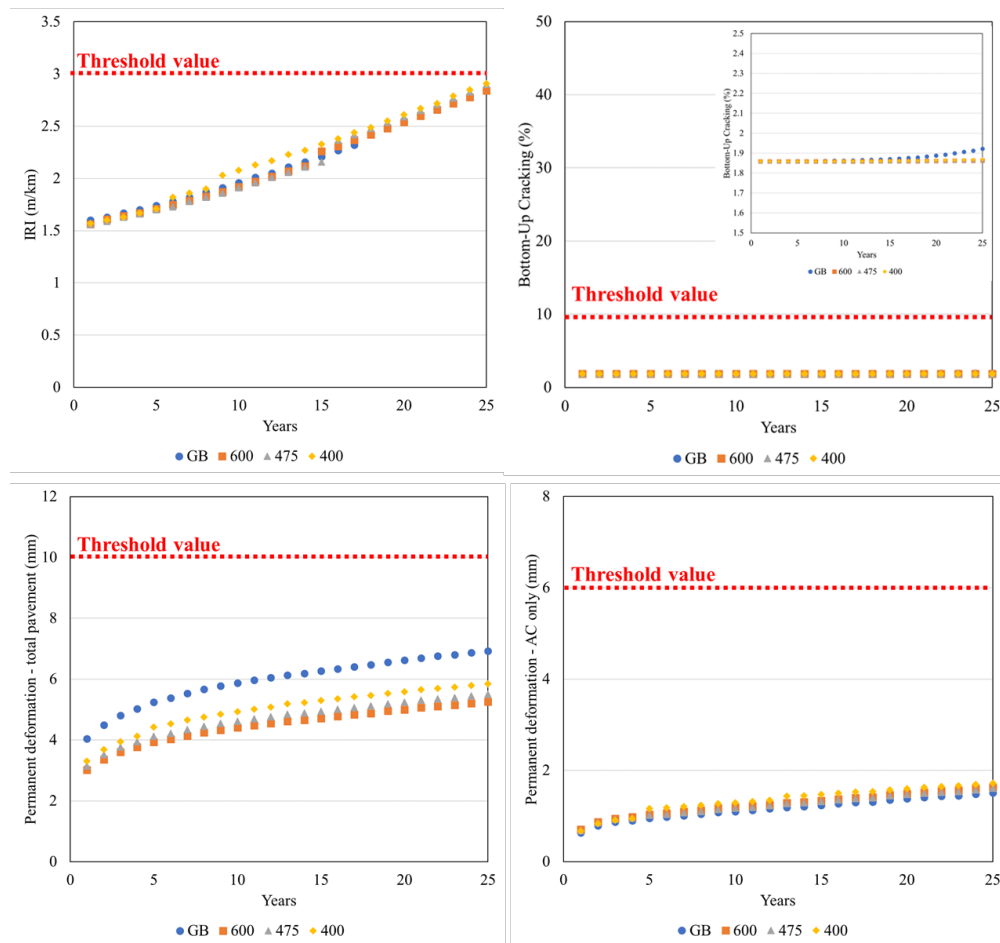 3.5
3
2.5
2
1.5
1
0.5
0
Threshold value
IRI (m/km)
0 5 10 15 20 25
Years
GB 600 475 400
50
40
30
20
10
0
Threshold value
Bottom-Up Cracking (%)
0 5 10 15 20 25
Years
GB 600 475 400
2.5
2.4
2.3
2.2
2.1
2
1.9
1.8
1.7
1.6
1.5
Bottom-Up Cracking (%)
0 5 10 15 20 25
Years
GB 600 475 400
12
10
8
6
4
2
0
Threshold value
Permanent deformation - total pavement (mm)
0 5 10 15 20 25
Years
GB 600 475 400
8
6
4
2
0
Threshold value
Permanent deformation - AC only (mm)
0 5 10 15 20 25
Years
GB 600 475 400